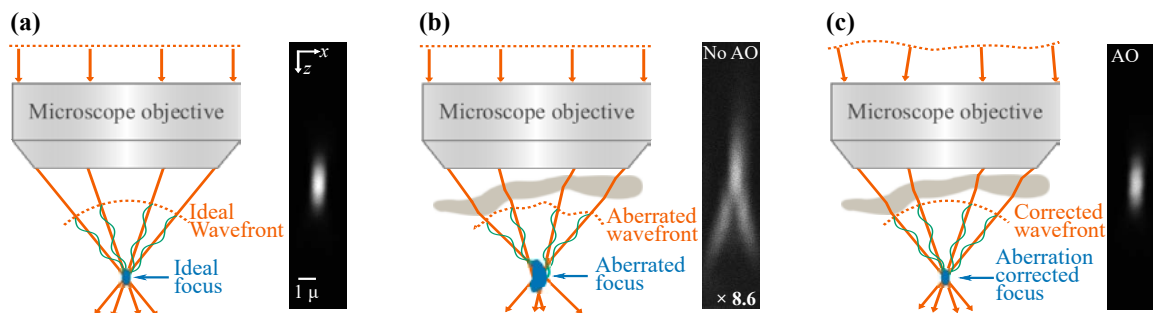 (a)
x
z
Microscope objective
Ideal
Wavefront
Ideal
focus
1 μ
(b)
No AO
Microscope objective
Aberrated
wavefront
Aberrated
focus
× 8.6
(c)
AO
Microscope objective
Corrected
wavefront
Aberration
corrected
focus